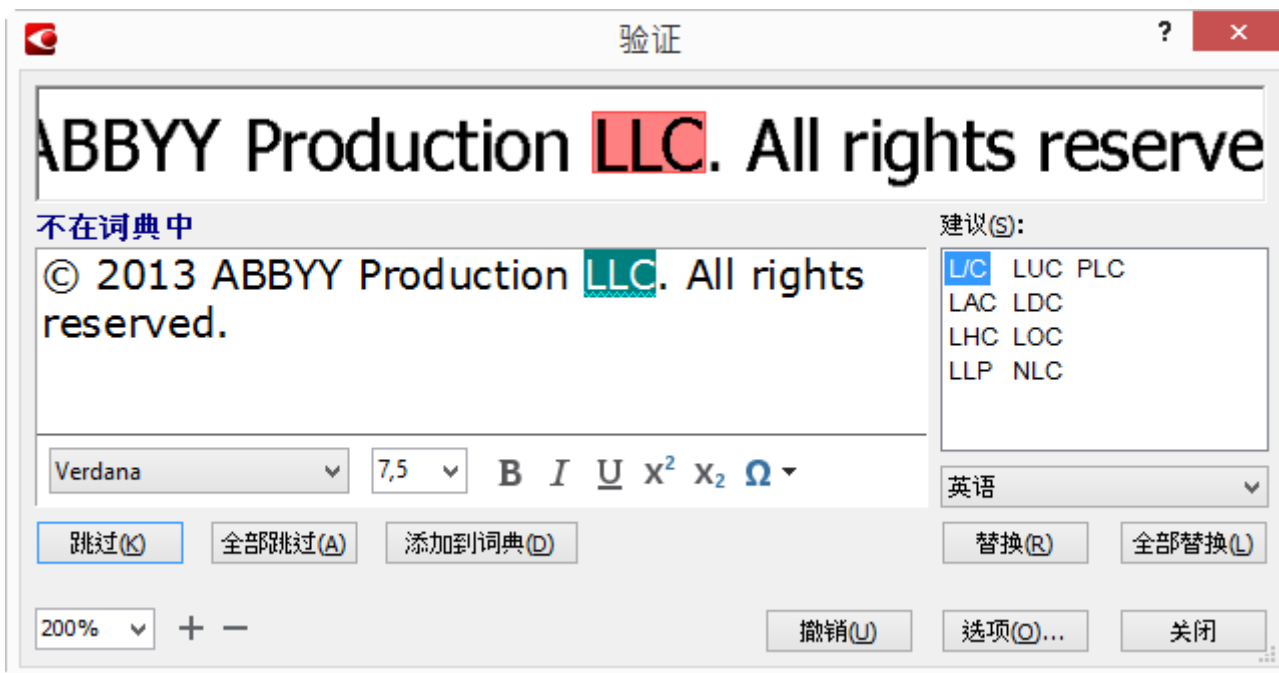 验证
?
ABBYY Production LLC. All rights reserve
不在词典中
建议(S):
© 2013 ABBYY Production LLC. All rights
reserved.
L/C LUC PLC
LAC LDC
LHC LOC
LLP NLC
Verdana 7,5 B I U X² X₂ Ω
英语
跳过(K) 全部跳过(A) 添加到词典(D) 替换(R) 全部替换(L)
200% + − 撤销(U) 选项(O)... 关闭